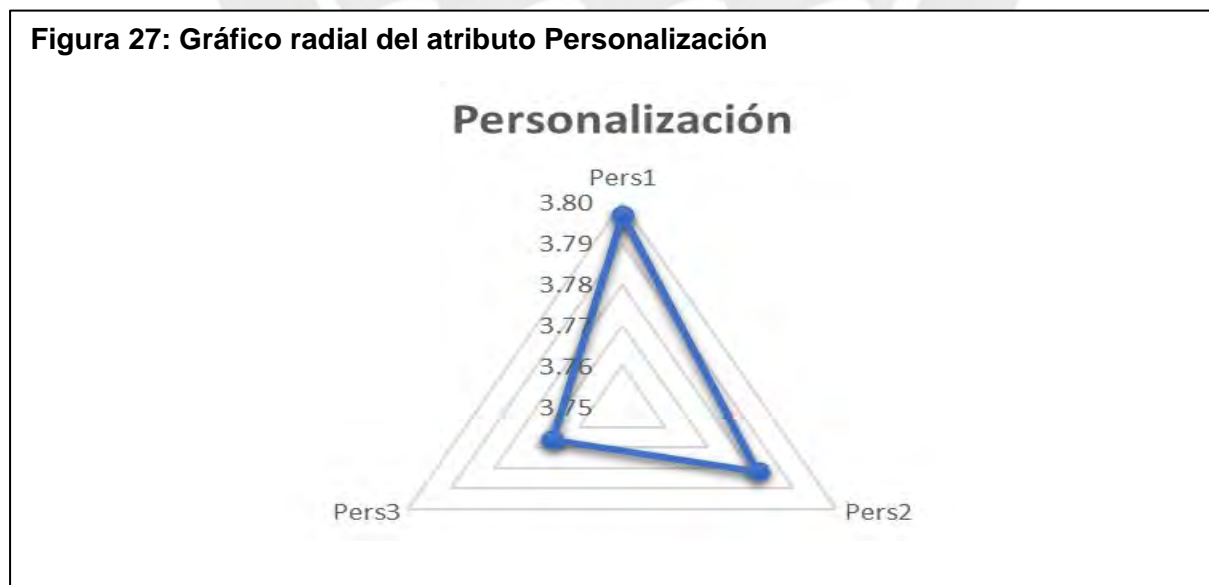 Figura 27: Gráfico radial del atributo Personalización
Personalización
Pers1
3.80
3.79
3.78
3.77
3.76
3.75
Pers3
Pers2